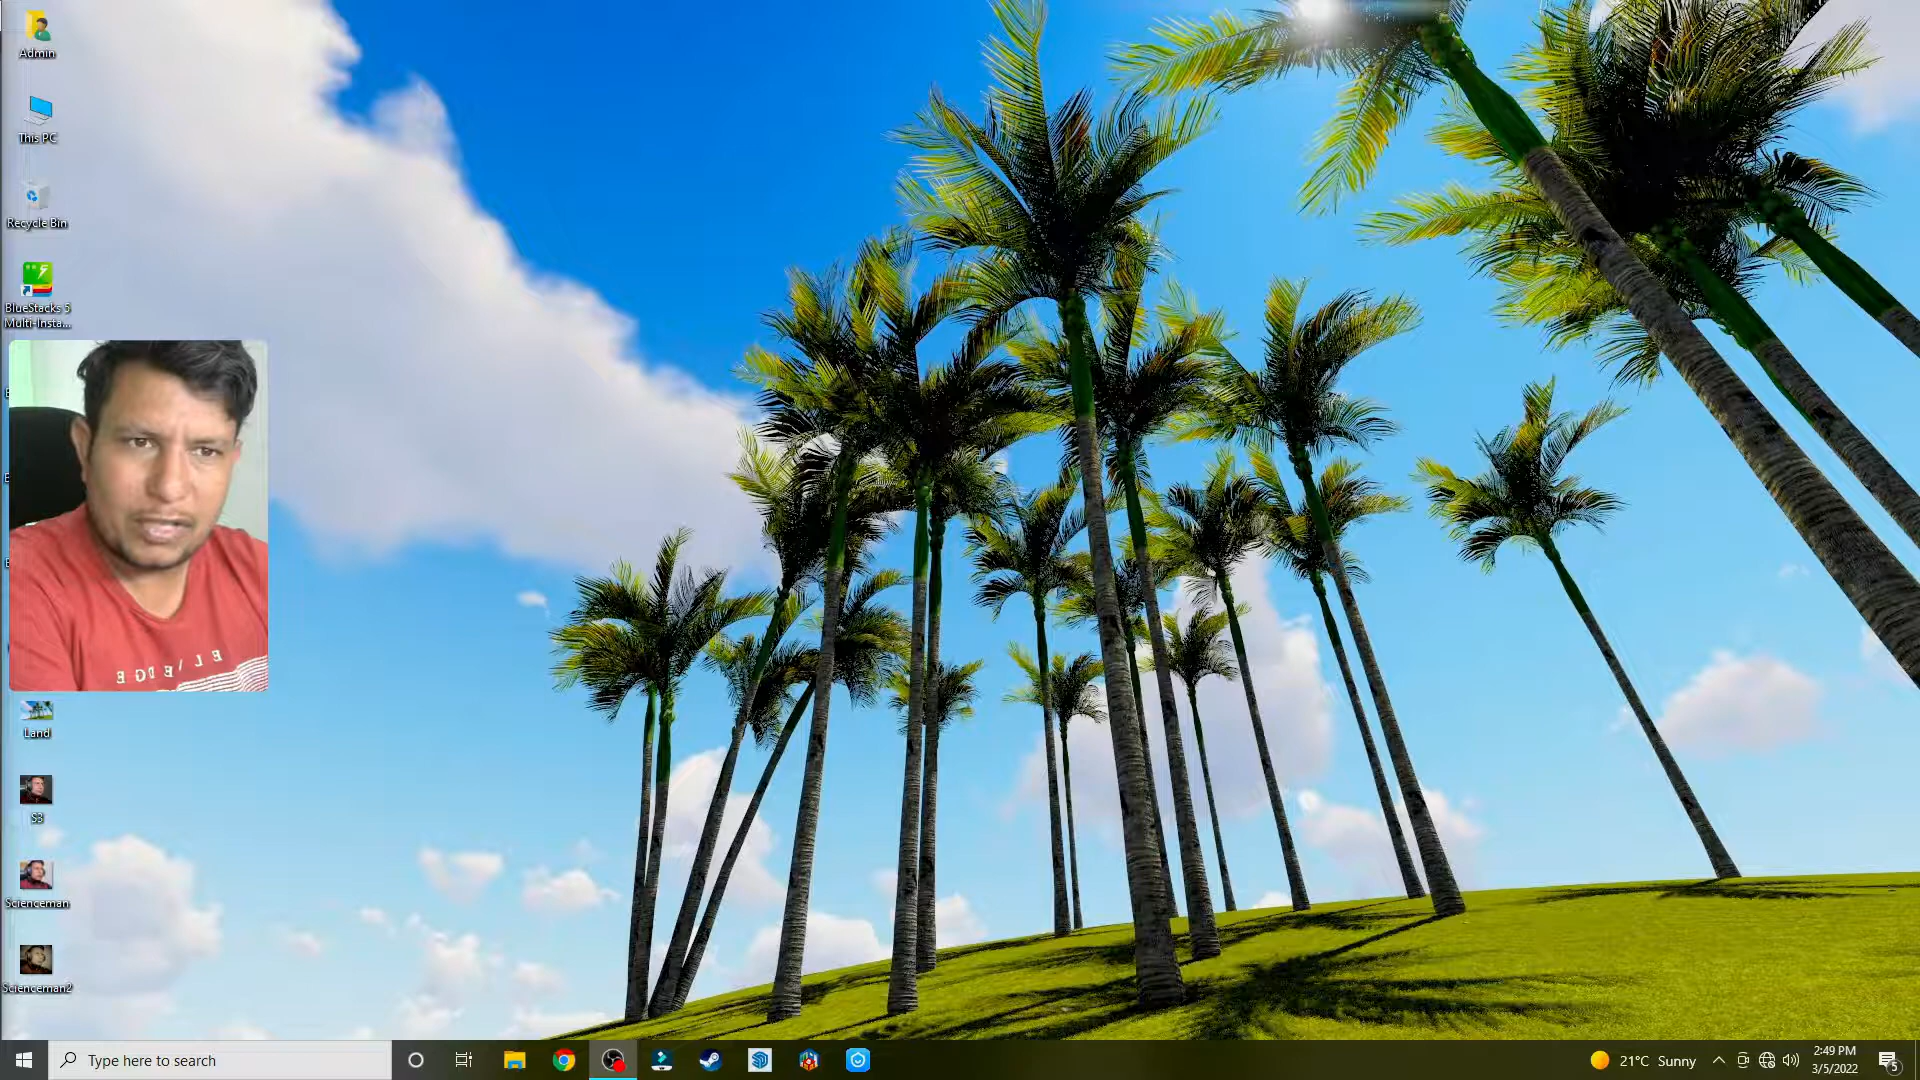 Admin
This PC
Recycle Bin
BlueStacks 5
Multi-Insta...
Land
S3
Scienceman
Scienceman2
Type here to search
21°C Sunny
2:49 PM
3/5/2022
5